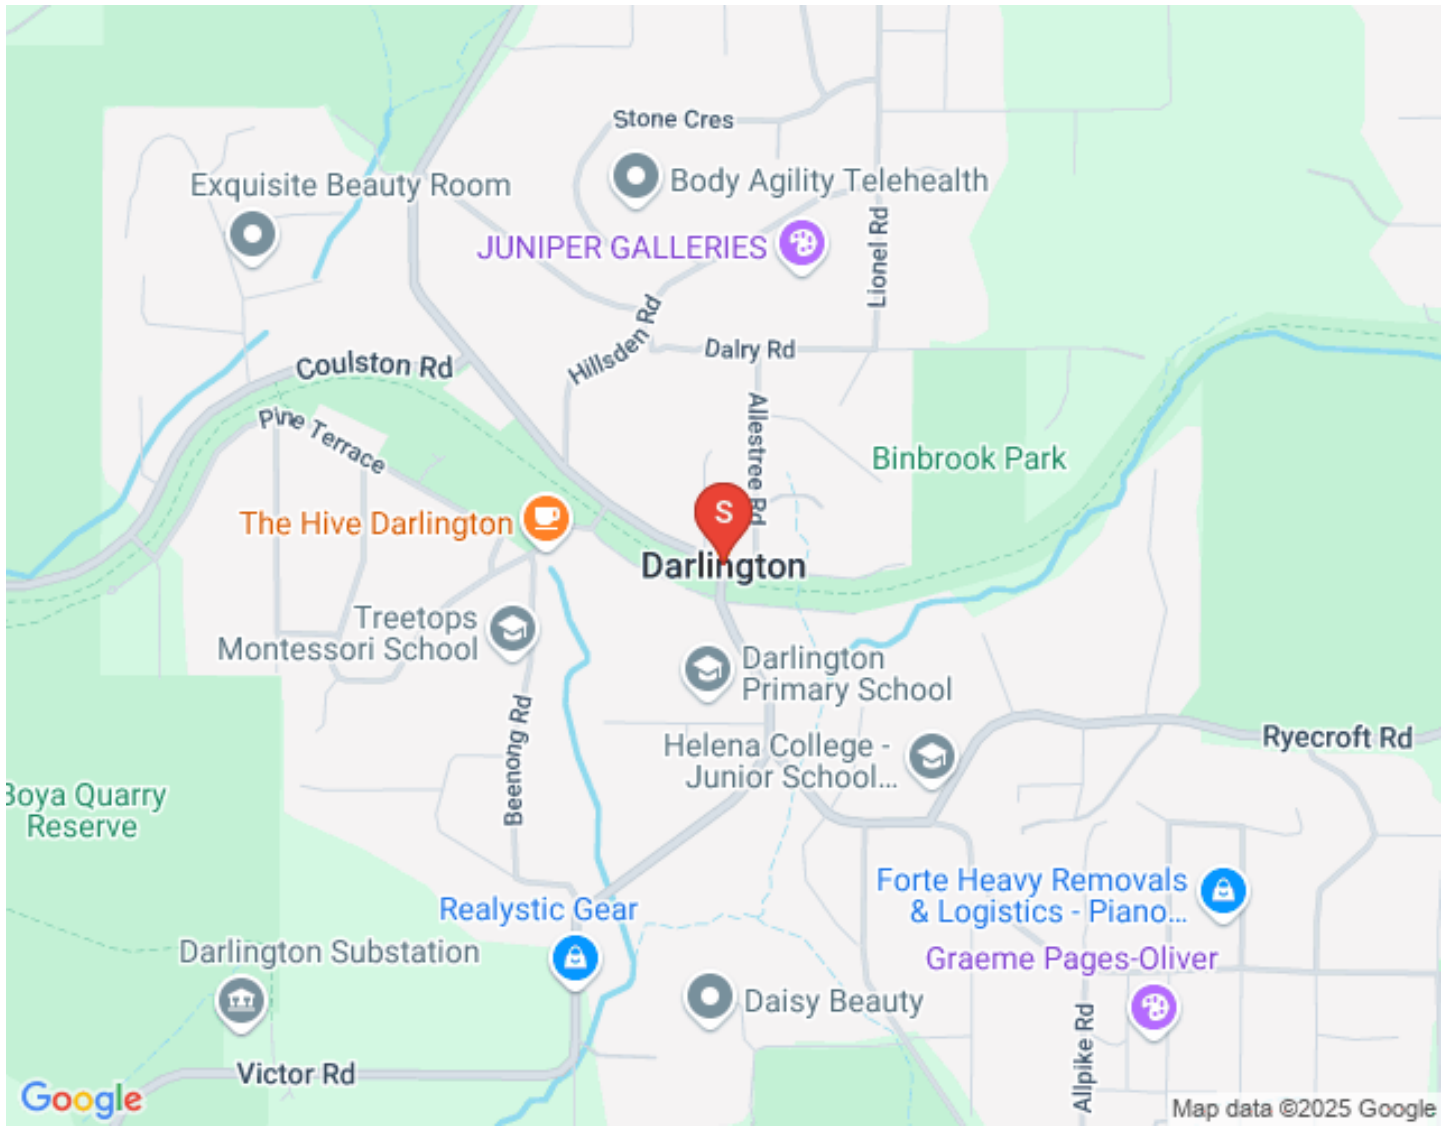 Stone Cres
Exquisite Beauty Room
Body Agility Telehealth
JUNIPER GALLERIES
Lionel Rd
Hillsden Rd
Dalry Rd
Coulston Rd
Pine Terrace
Allestree Rd
Binbrook Park
S
The Hive Darlington
Darlington
Treetops
Montessori School
Darlington
Primary School
Beenong Rd
Helena College -
Junior School...
Ryecroft Rd
Boya Quarry
Reserve
Forte Heavy Removals
& Logistics - Piano...
Realystic Gear
Darlington Substation
Graeme Pages-Oliver
Daisy Beauty
Allpike Rd
Victor Rd
Google
Map data ©2025 Google